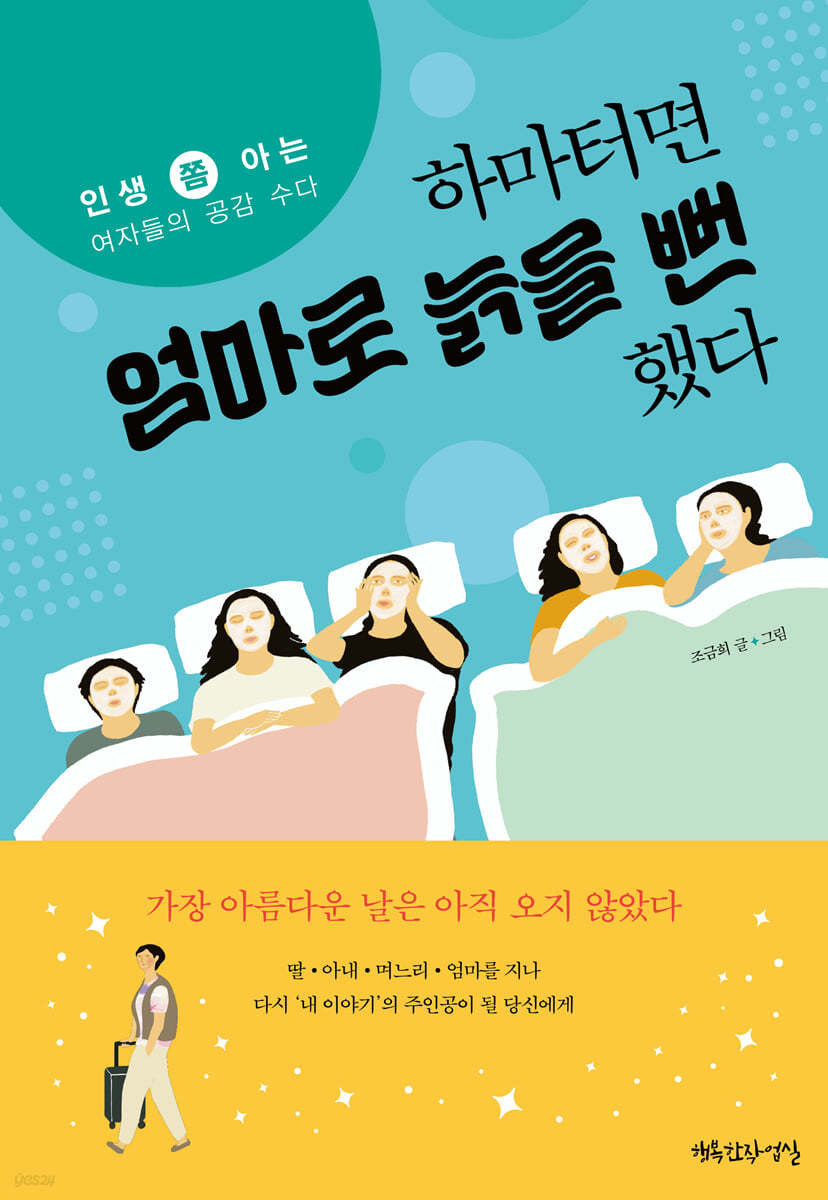 인생 쫌 아는
여자들의 공감 수다
하마터면
엄마로 늙을 뻔
했다
조금희 글✦그림
가장 아름다운 날은 아직 오지 않았다
딸•아내•며느리•엄마를 지나
다시 ‘내 이야기’의 주인공이 될 당신에게
행복한작업실
yes24